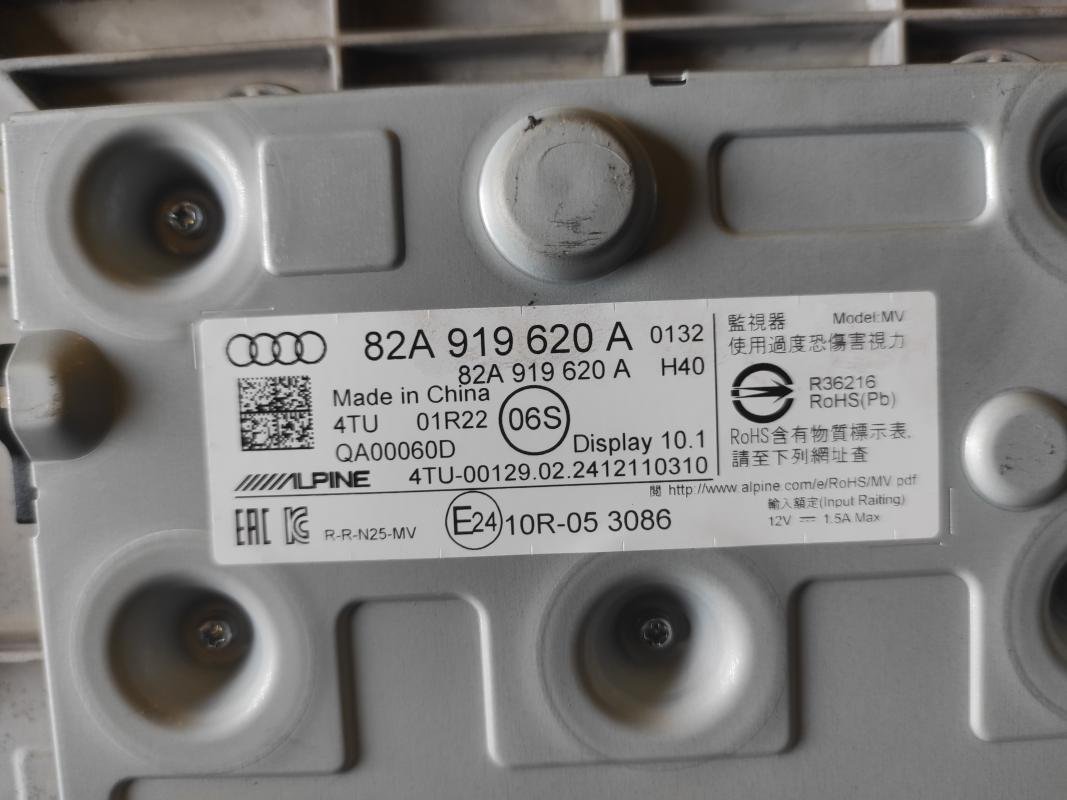 82A 919 620 A 0132
82A 919 620 A H40
Made in China
4TU 01R22 06S
QA00060D Display 10.1
ALPINE 4TU-00129.02.2412110310
EAC KC R-R-N25-MV E24 10R-05 3086
監視器 Model:MV
使用過度恐傷害視力
R36216
RoHS(Pb)
RoHS含有物質標示表,
請至下列網址查
閱 http://www.alpine.com/e/RoHS/MV pdf
輸入額定(Input Raiting)
12V 1.5A Max